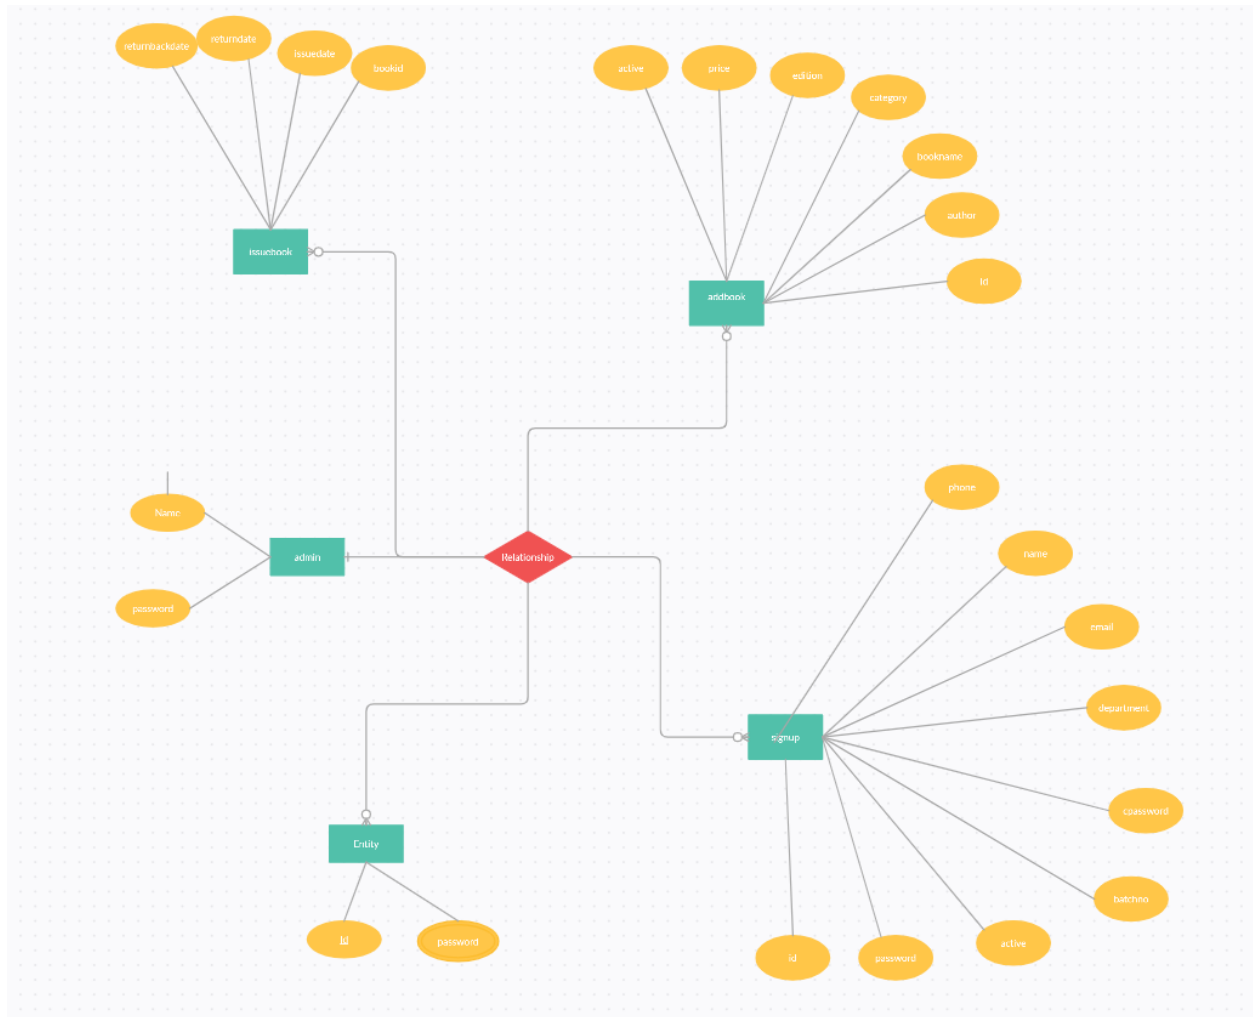 returnbackdate
returndate
issuedate
bookid
active
price
edition
category
bookname
author
id
issuebook
addbook
Name
admin
password
Relationship
phone
name
email
department
signup
cpassword
batchno
active
password
id
Entity
Id
password